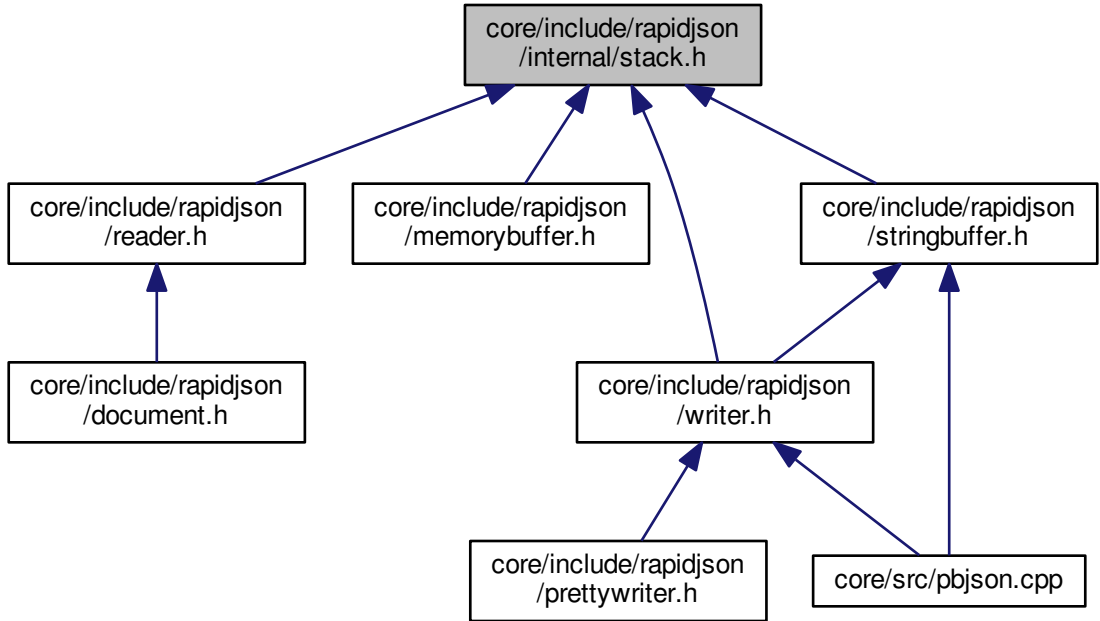 core/include/rapidjson
/internal/stack.h
core/include/rapidjson
/reader.h
core/include/rapidjson
/memorybuffer.h
core/include/rapidjson
/stringbuffer.h
core/include/rapidjson
/document.h
core/include/rapidjson
/writer.h
core/include/rapidjson
/prettywriter.h
core/src/pbjson.cpp